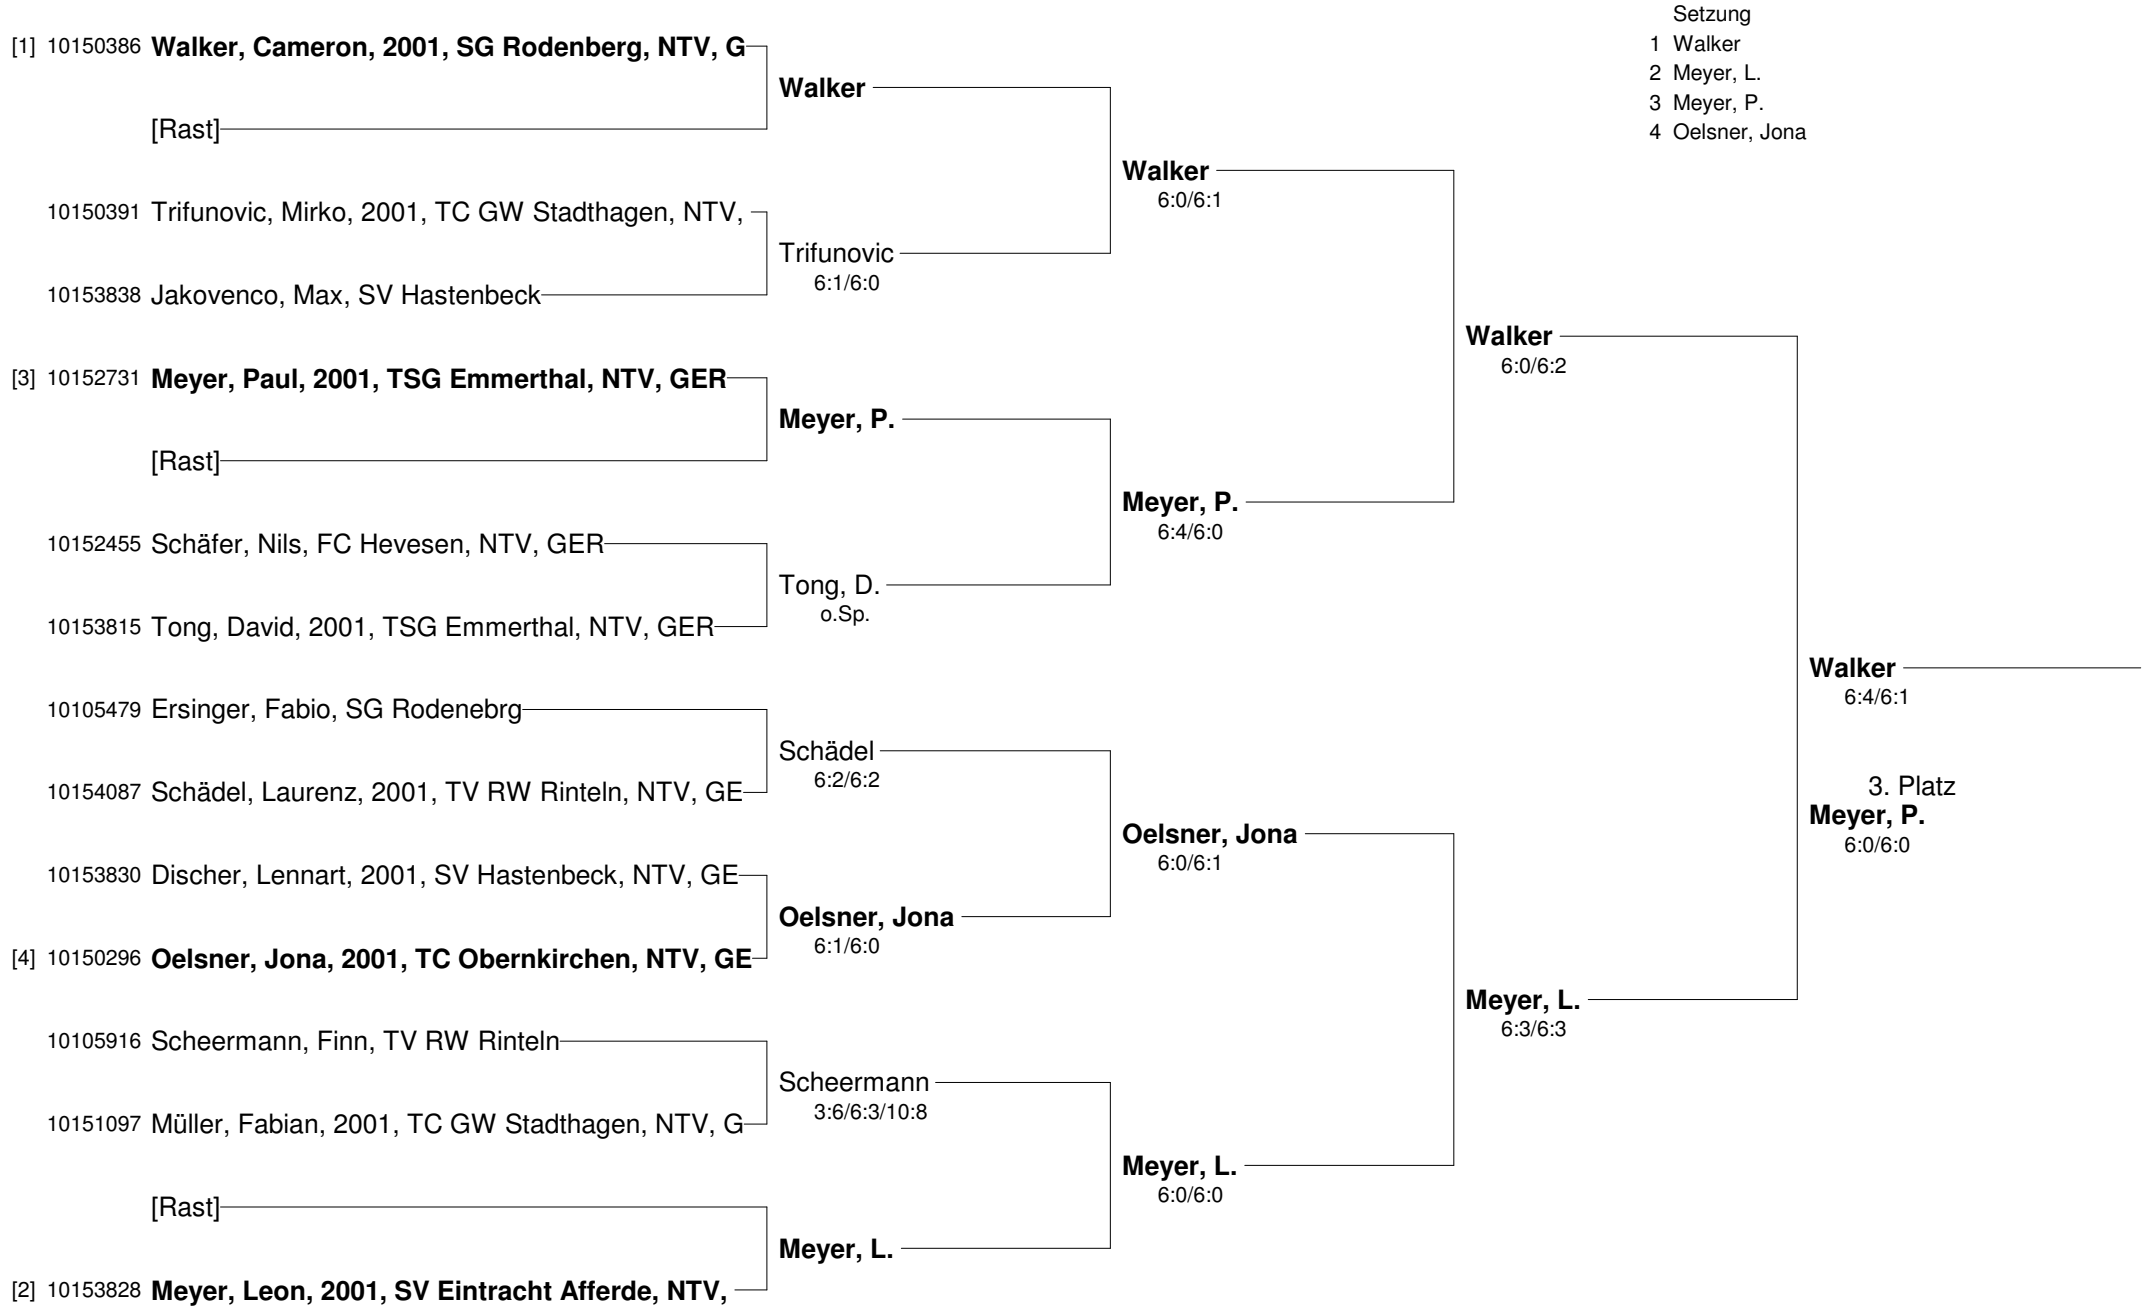 Setzung
1 Walker
2 Meyer, L.
3 Meyer, P.
4 Oelsner, Jona
[1] 10150386 Walker, Cameron, 2001, SG Rodenberg, NTV, G
Walker
[Rast]
Walker
6:0/6:1
10150391 Trifunovic, Mirko, 2001, TC GW Stadthagen, NTV,
Trifunovic
6:1/6:0
10153838 Jakovenco, Max, SV Hastenbeck
Walker
6:0/6:2
[3] 10152731 Meyer, Paul, 2001, TSG Emmerthal, NTV, GER
Meyer, P.
[Rast]
Meyer, P.
6:4/6:0
10152455 Schäfer, Nils, FC Hevesen, NTV, GER
Tong, D.
o.Sp.
10153815 Tong, David, 2001, TSG Emmerthal, NTV, GER
Walker
6:4/6:1
10105479 Ersinger, Fabio, SG Rodenebrg
Schädel
6:2/6:2
10154087 Schädel, Laurenz, 2001, TV RW Rinteln, NTV, GE
3. Platz
Meyer, P.
6:0/6:0
Oelsner, Jona
6:0/6:1
10153830 Discher, Lennart, 2001, SV Hastenbeck, NTV, GE
Oelsner, Jona
6:1/6:0
[4] 10150296 Oelsner, Jona, 2001, TC Obernkirchen, NTV, GE
Meyer, L.
6:3/6:3
10105916 Scheermann, Finn, TV RW Rinteln
Scheermann
3:6/6:3/10:8
10151097 Müller, Fabian, 2001, TC GW Stadthagen, NTV, G
Meyer, L.
6:0/6:0
[Rast]
Meyer, L.
[2] 10153828 Meyer, Leon, 2001, SV Eintracht Afferde, NTV,